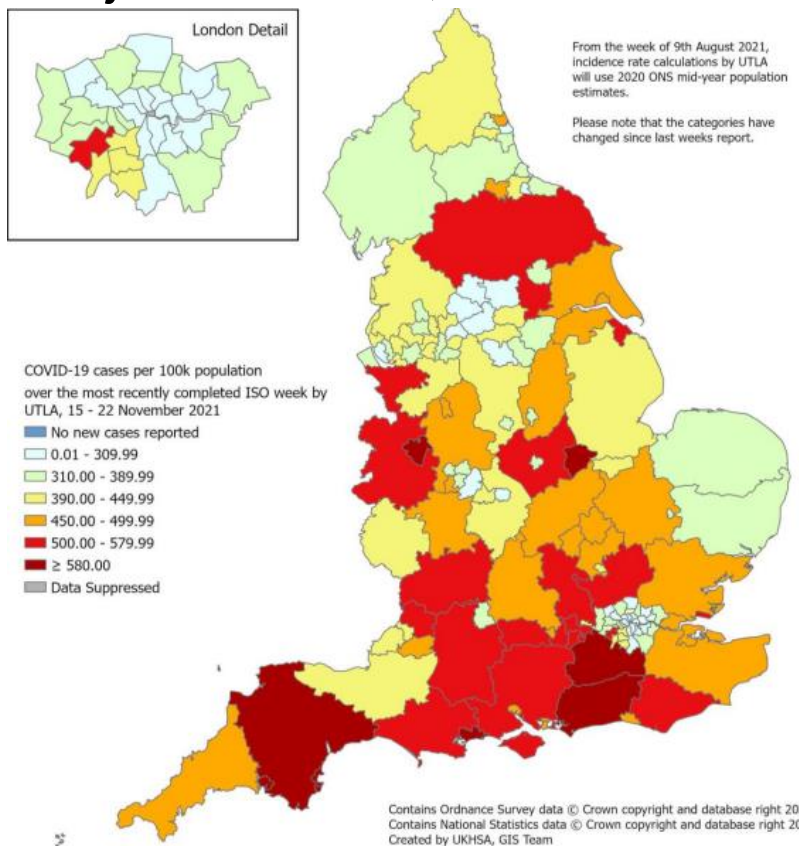 London Detail
From the week of 9th August 2021,
incidence rate calculations by UTLA
will use 2020 ONS mid-year population
estimates.
Please note that the categories have
changed since last weeks report.
COVID-19 cases per 100k population
over the most recently completed ISO week by
UTLA, 15 - 22 November 2021
No new cases reported
0.01 - 309.99
310.00 - 389.99
390.00 - 449.99
450.00 - 499.99
500.00 - 579.99
≥ 580.00
Data Suppressed
Contains Ordnance Survey data © Crown copyright and database right 20
Contains National Statistics data © Crown copyright and database right 20
Created by UKHSA, GIS Team